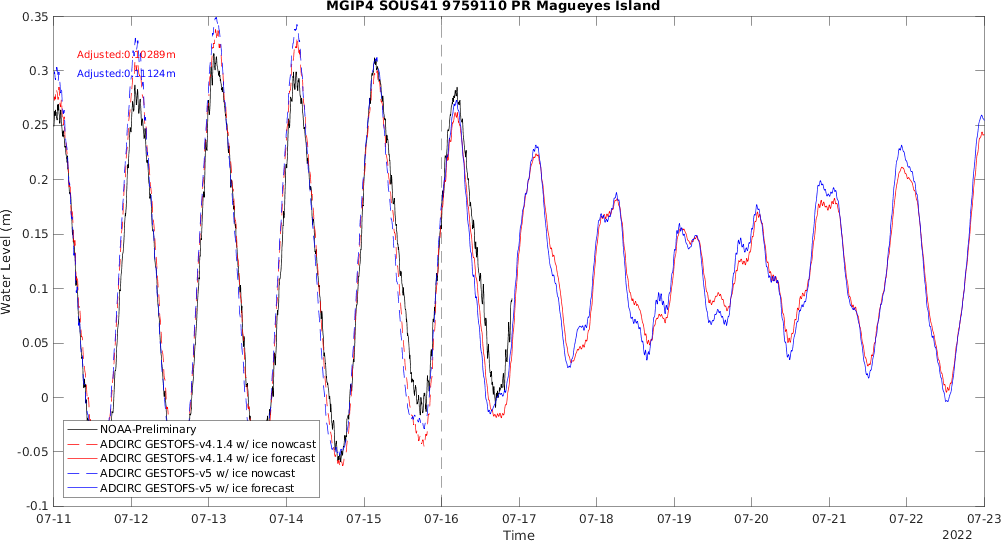 MGIP4 SOUS41 9759110 PR Magueyes Island
0.35
0.3
0.25
0.2
0.15
0.1
0.05
0
-0.05
-0.1
Water Level (m)
Adjusted:0.10289m
Adjusted:0.11124m
NOAA-Preliminary
ADCIRC GESTOFS-v4.1.4 w/ ice nowcast
ADCIRC GESTOFS-v4.1.4 w/ ice forecast
ADCIRC GESTOFS-v5 w/ ice nowcast
ADCIRC GESTOFS-v5 w/ ice forecast
07-11 07-12 07-13 07-14 07-15 07-16 07-17 07-18 07-19 07-20 07-21 07-22 07-23
Time
2022